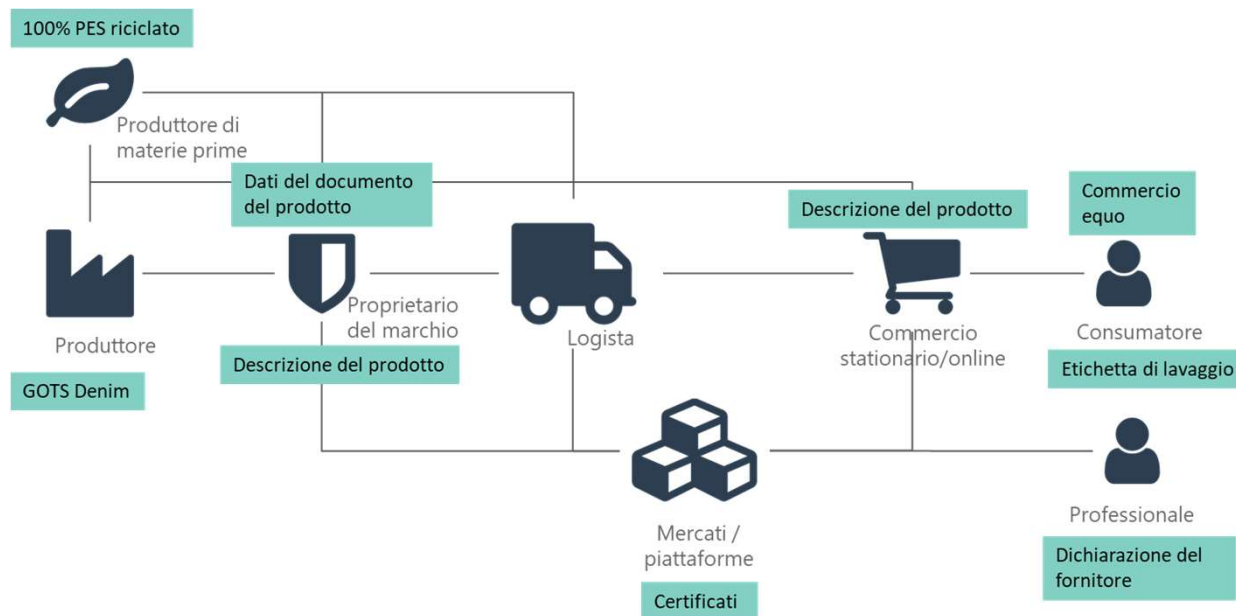 100% PES riciclato
Produttore di
materie prime
Dati del documento
del prodotto
Descrizione del prodotto
Commercio
equo
Produttore
GOTS Denim
Proprietario
del marchio
Descrizione del prodotto
Logista
Commercio
stationario/online
Consumatore
Etichetta di lavaggio
Mercati /
piattaforme
Certificati
Professionale
Dichiarazione del
fornitore